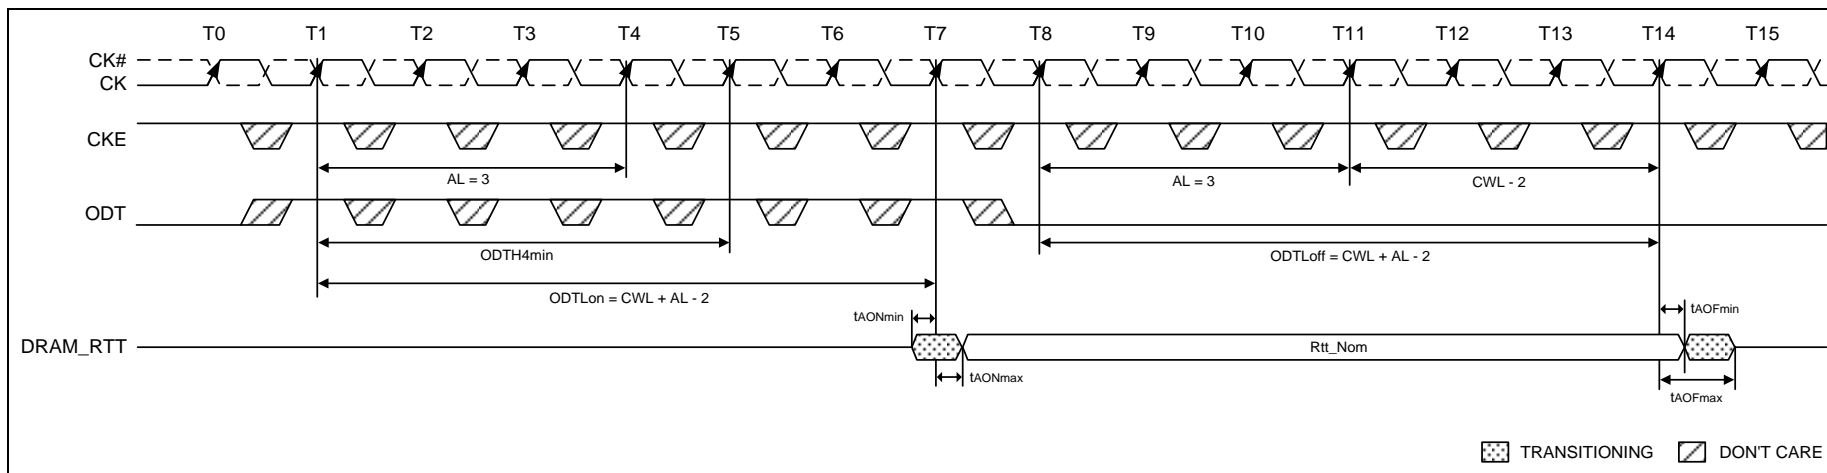 T0 T1 T2 T3 T4 T5 T6 T7 T8 T9 T10 T11 T12 T13 T14 T15
CK#
CK
CKE
AL = 3
AL = 3
CWL - 2
ODT
ODTH4min
ODTLoff = CWL + AL - 2
ODTLon = CWL + AL - 2
tAONmin
tAOFmin
DRAM_RTT
Rtt_Nom
tAONmax
tAOFmax
TRANSITIONING
DON'T CARE